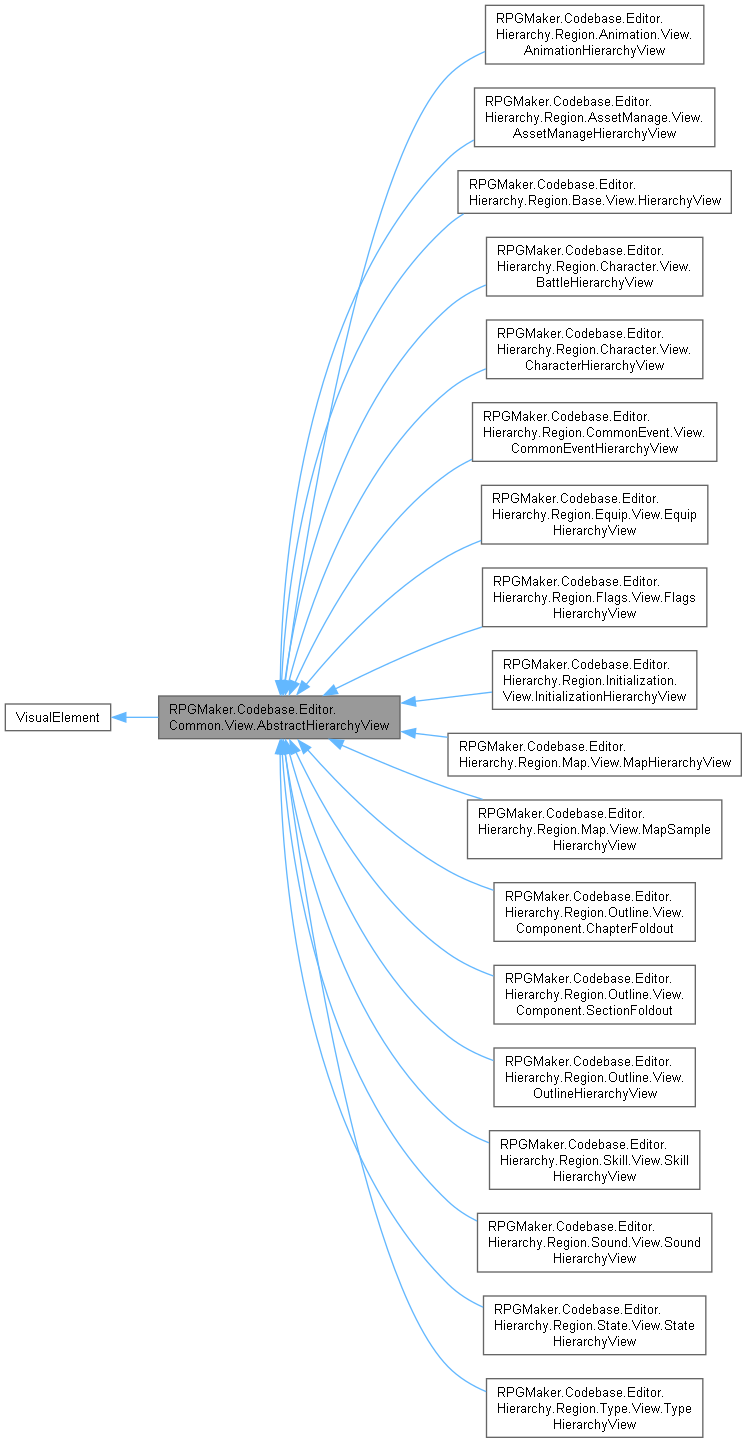 RPGMaker.Codebase.Editor.
Hierarchy.Region.Animation.View.
AnimationHierarchyView
RPGMaker.Codebase.Editor.
Hierarchy.Region.AssetManage.View.
AssetManageHierarchyView
RPGMaker.Codebase.Editor.
Hierarchy.Region.Base.View.HierarchyView
RPGMaker.Codebase.Editor.
Hierarchy.Region.Character.View.
BattleHierarchyView
RPGMaker.Codebase.Editor.
Hierarchy.Region.Character.View.
CharacterHierarchyView
RPGMaker.Codebase.Editor.
Hierarchy.Region.CommonEvent.View.
CommonEventHierarchyView
RPGMaker.Codebase.Editor.
Hierarchy.Region.Equip.View.Equip
HierarchyView
RPGMaker.Codebase.Editor.
Hierarchy.Region.Flags.View.Flags
HierarchyView
RPGMaker.Codebase.Editor.
Hierarchy.Region.Initialization.
View.InitializationHierarchyView
VisualElement
RPGMaker.Codebase.Editor.
Common.View.AbstractHierarchyView
RPGMaker.Codebase.Editor.
Hierarchy.Region.Map.View.MapHierarchyView
RPGMaker.Codebase.Editor.
Hierarchy.Region.Map.View.MapSample
HierarchyView
RPGMaker.Codebase.Editor.
Hierarchy.Region.Outline.View.
Component.ChapterFoldout
RPGMaker.Codebase.Editor.
Hierarchy.Region.Outline.View.
Component.SectionFoldout
RPGMaker.Codebase.Editor.
Hierarchy.Region.Outline.View.
OutlineHierarchyView
RPGMaker.Codebase.Editor.
Hierarchy.Region.Skill.View.Skill
HierarchyView
RPGMaker.Codebase.Editor.
Hierarchy.Region.Sound.View.Sound
HierarchyView
RPGMaker.Codebase.Editor.
Hierarchy.Region.State.View.State
HierarchyView
RPGMaker.Codebase.Editor.
Hierarchy.Region.Type.View.Type
HierarchyView